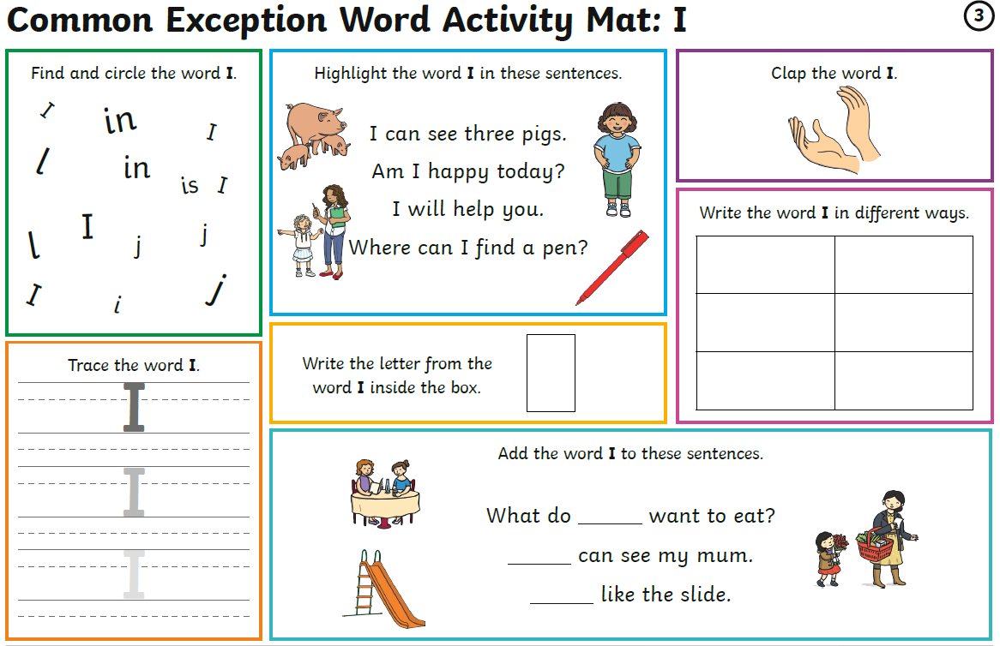 Common Exception Word Activity Mat: I
3
Find and circle the word I.
I
in
I
l
in
is I
I
j
j
l
I
i
j
Highlight the word I in these sentences.
I can see three pigs.
Am I happy today?
I will help you.
Where can I find a pen?
Clap the word I.
Write the word I in different ways.
Trace the word I.
I
I
I
Write the letter from the
word I inside the box.
Add the word I to these sentences.
What do ______ want to eat?
______ can see my mum.
______ like the slide.